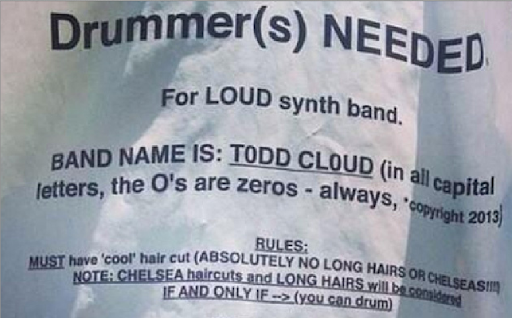 Drummer(s) NEEDED.
For LOUD synth band.
BAND NAME IS: T0DD CL0UD (in all capital
letters, the O's are zeros - always, *copyright 2013)
RULES:
MUST have 'cool' hair cut (ABSOLUTELY NO LONG HAIRS OR CHELSEAS!!!!)
NOTE: CHELSEA haircuts and LONG HAIRS will be considered
IF AND ONLY IF --> (you can drum)